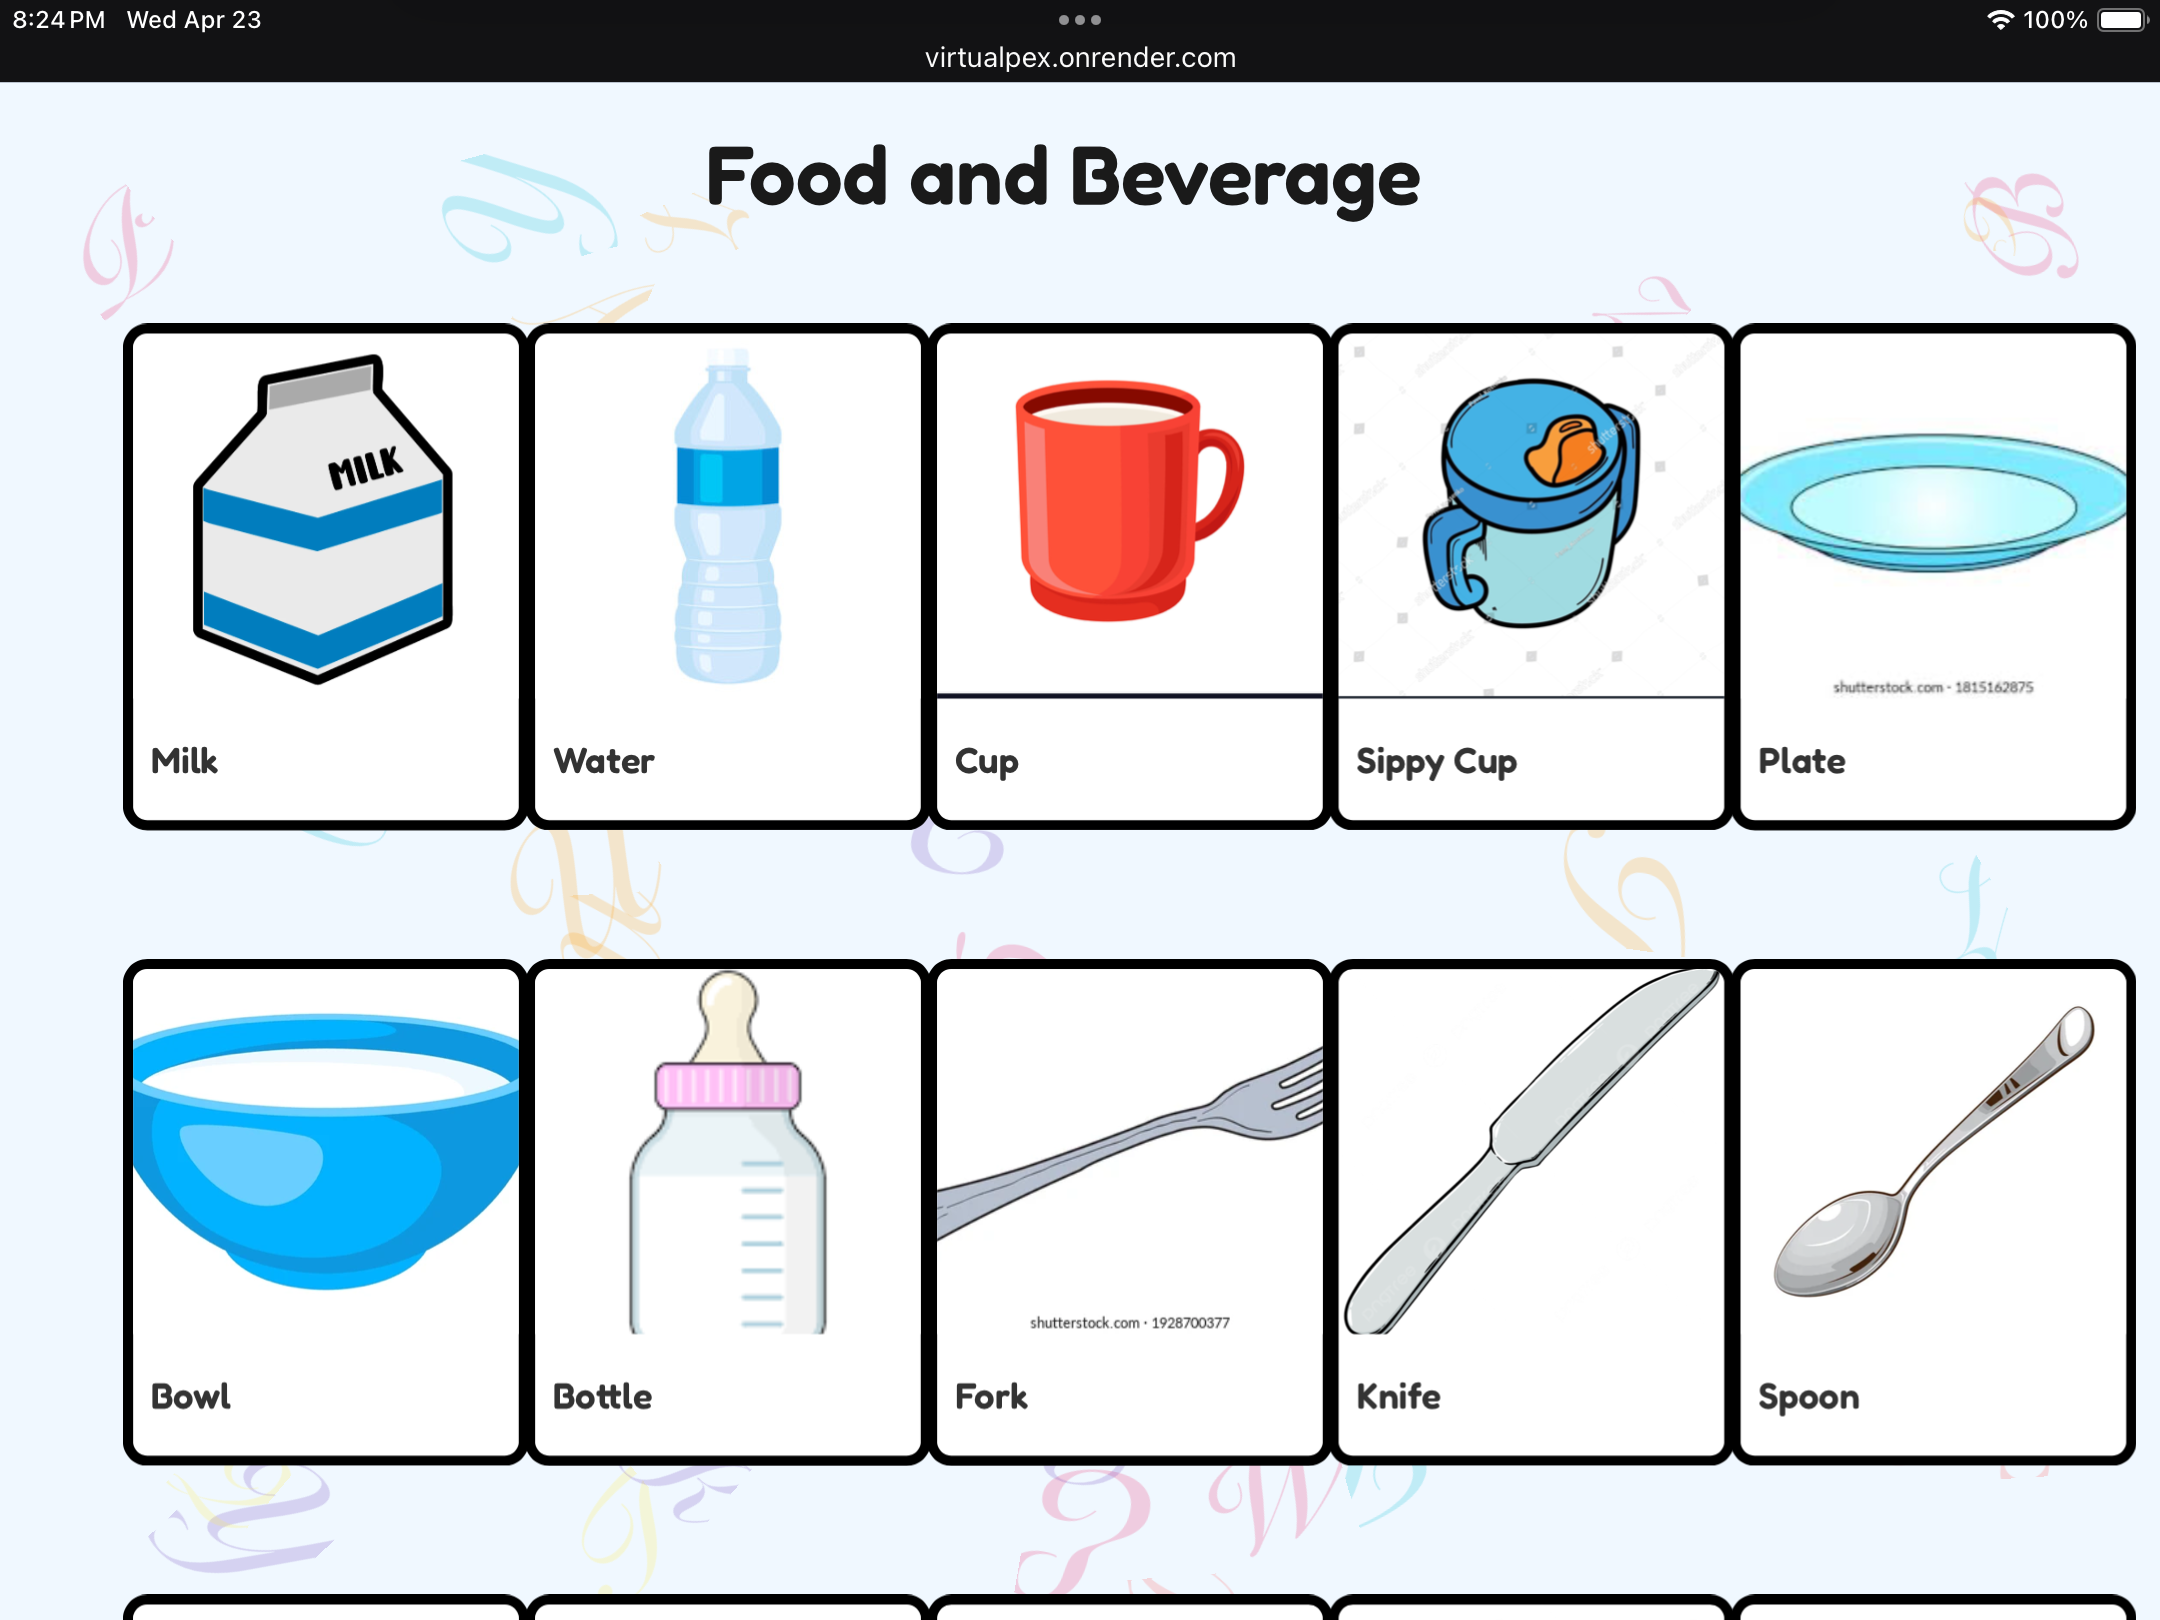 8:24 PM Wed Apr 23
100%
virtualpex.onrender.com
Food and Beverage
MILK
shutterstock.com · 1815162875
Milk
Water
Cup
Sippy Cup
Plate
shutterstock.com · 1928700377
Bowl
Bottle
Fork
Knife
Spoon